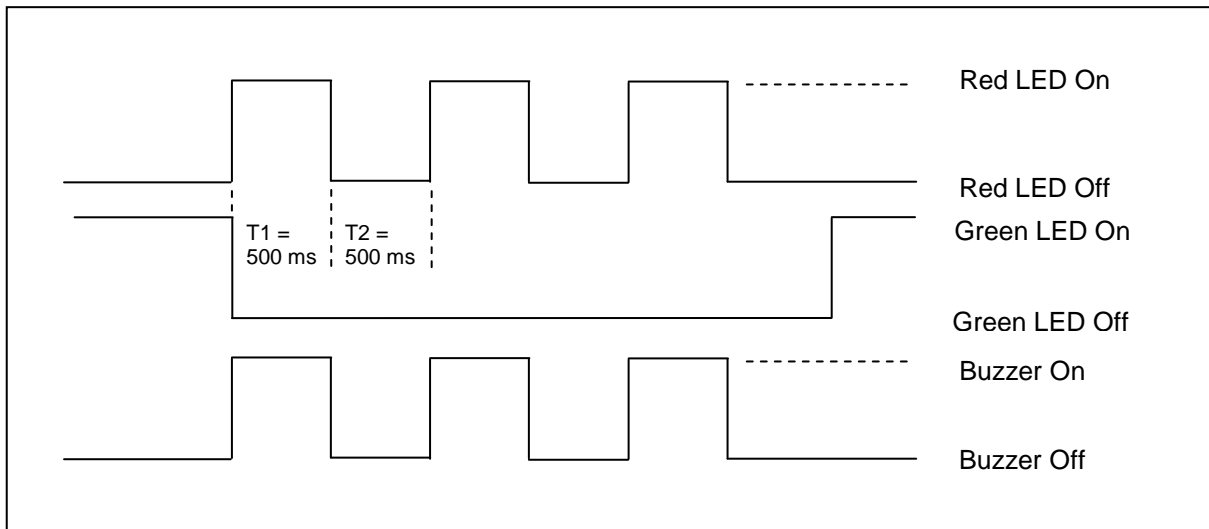 Red LED On
Red LED Off
Green LED On
T1 =
500 ms
T2 =
500 ms
Green LED Off
Buzzer On
Buzzer Off